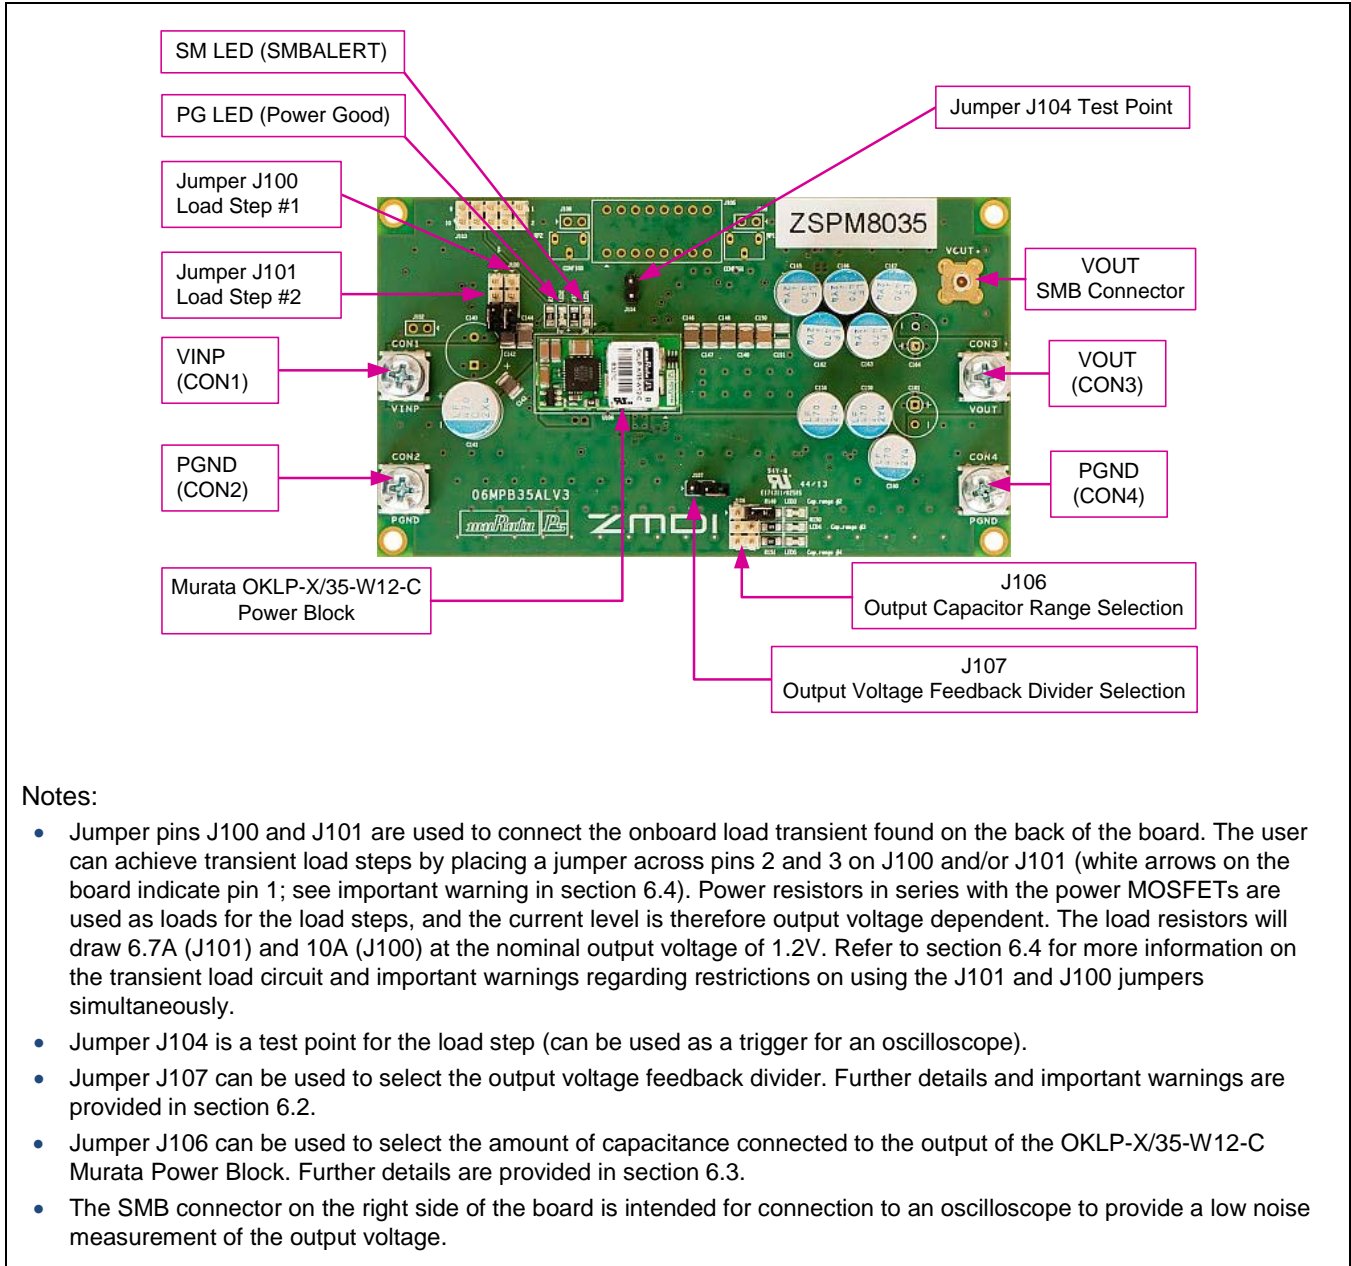 SM LED (SMBALERT)
PG LED (Power Good)
Jumper J100
Load Step #1
Jumper J101
Load Step #2
VINP
(CON1)
PGND
(CON2)
Murata OKLP-X/35-W12-C
Power Block
Jumper J104 Test Point
VOUT
SMB Connector
VOUT
(CON3)
PGND
(CON4)
J106
Output Capacitor Range Selection
J107
Output Voltage Feedback Divider Selection
ZSPM8035
VOUT+
CON1
VINP
CON2
PGND
CON3
VOUT
CON4
PGND
06MPB35ALV3
muRata Ps
ZMDI
44/13
Notes:
• Jumper pins J100 and J101 are used to connect the onboard load transient found on the back of the board. The user
can achieve transient load steps by placing a jumper across pins 2 and 3 on J100 and/or J101 (white arrows on the
board indicate pin 1; see important warning in section 6.4). Power resistors in series with the power MOSFETs are
used as loads for the load steps, and the current level is therefore output voltage dependent. The load resistors will
draw 6.7A (J101) and 10A (J100) at the nominal output voltage of 1.2V. Refer to section 6.4 for more information on
the transient load circuit and important warnings regarding restrictions on using the J101 and J100 jumpers
simultaneously.
• Jumper J104 is a test point for the load step (can be used as a trigger for an oscilloscope).
• Jumper J107 can be used to select the output voltage feedback divider. Further details and important warnings are
provided in section 6.2.
• Jumper J106 can be used to select the amount of capacitance connected to the output of the OKLP-X/35-W12-C
Murata Power Block. Further details are provided in section 6.3.
• The SMB connector on the right side of the board is intended for connection to an oscilloscope to provide a low noise
measurement of the output voltage.